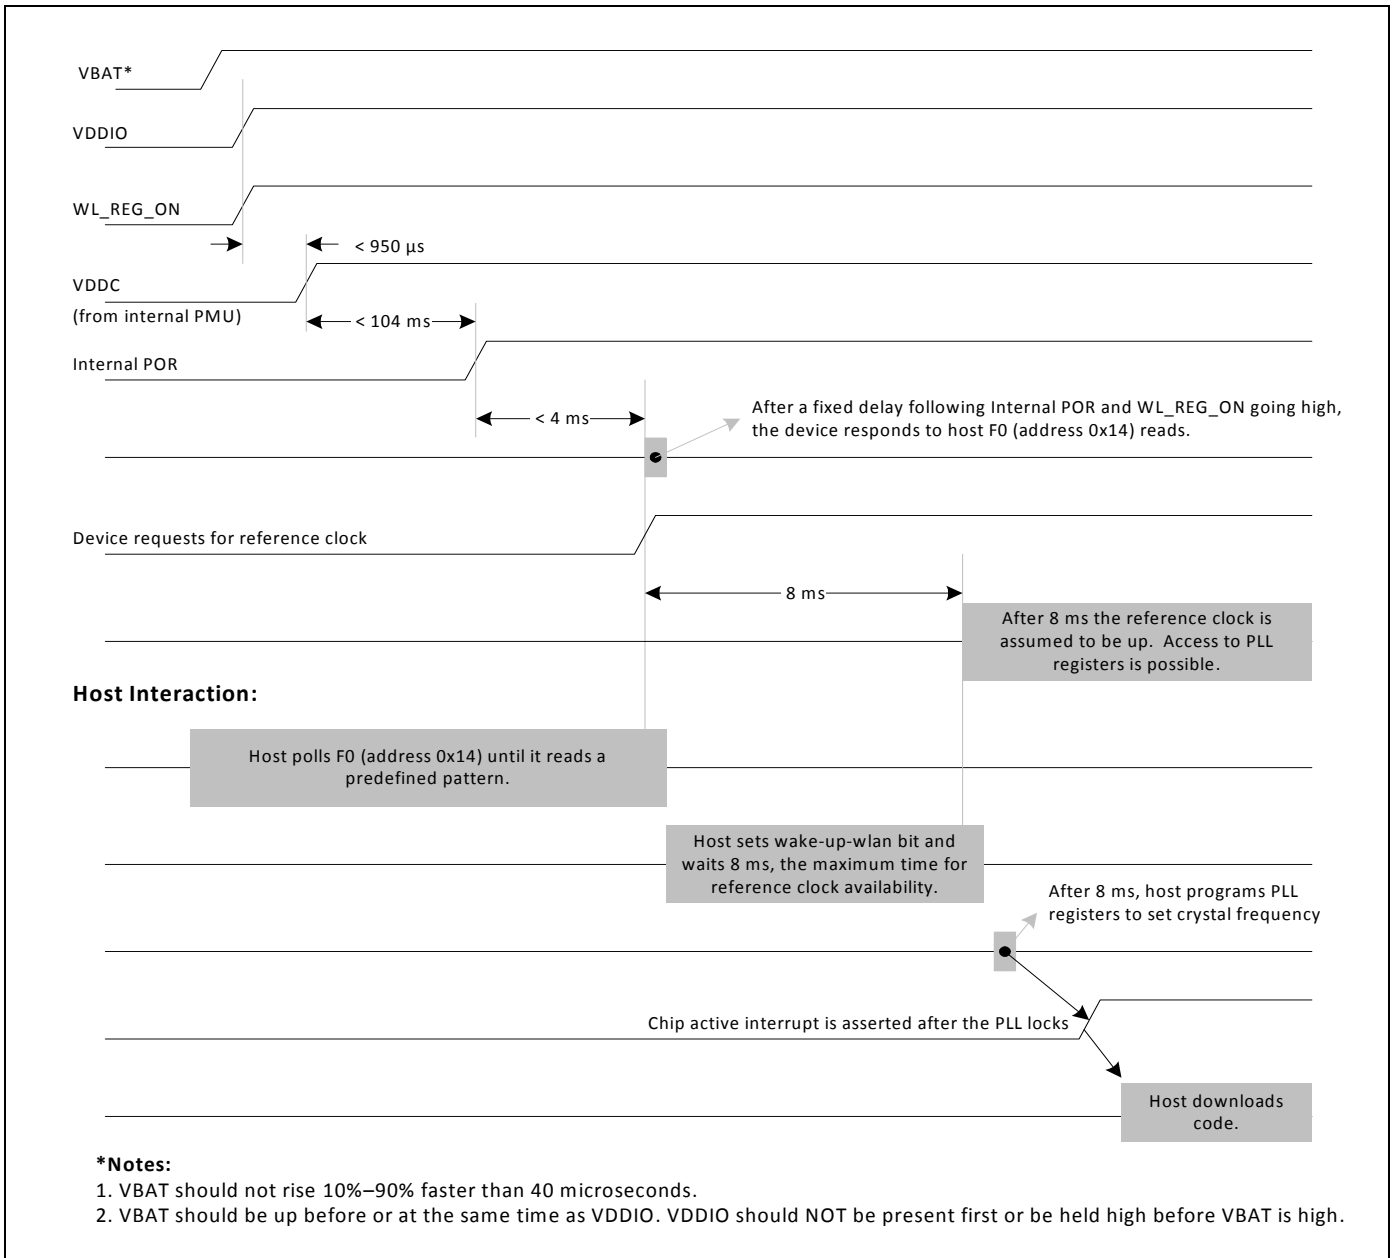 VBAT*
VDDIO
WL_REG_ON
< 950 µs
VDDC
(from internal PMU)
< 104 ms
Internal POR
After a fixed delay following Internal POR and WL_REG_ON going high,
the device responds to host F0 (address 0x14) reads.
< 4 ms
Device requests for reference clock
8 ms
After 8 ms the reference clock is
assumed to be up. Access to PLL
registers is possible.
Host Interaction:
Host polls F0 (address 0x14) until it reads a
predefined pattern.
Host sets wake-up-wlan bit and
waits 8 ms, the maximum time for
reference clock availability.
After 8 ms, host programs PLL
registers to set crystal frequency
Chip active interrupt is asserted after the PLL locks
Host downloads
code.
*Notes:
1. VBAT should not rise 10%–90% faster than 40 microseconds.
2. VBAT should be up before or at the same time as VDDIO. VDDIO should NOT be present first or be held high before VBAT is high.